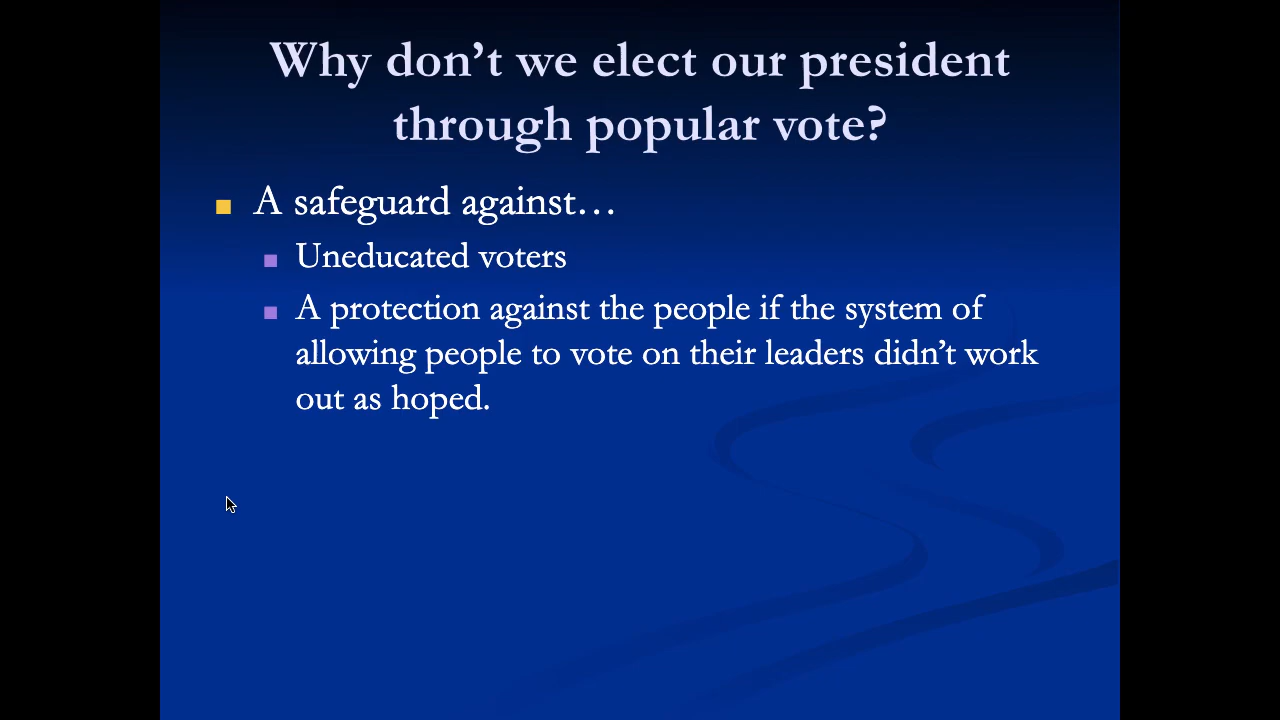 Why don’t we elect our president
through popular vote?
A safeguard against…
Uneducated voters
A protection against the people if the system of
allowing people to vote on their leaders didn’t work
out as hoped.